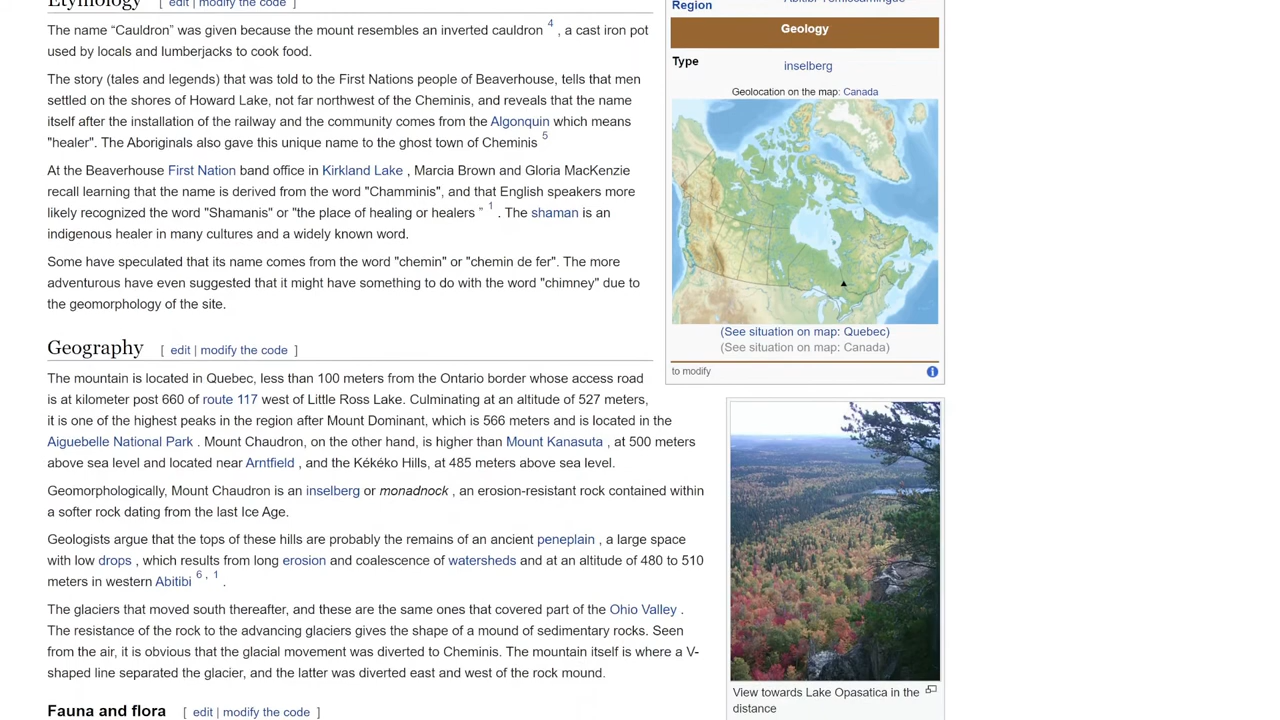 Etymology [ edit | modify the code ]
The name “Cauldron” was given because the mount resembles an inverted cauldron 4 , a cast iron pot
used by locals and lumberjacks to cook food.
The story (tales and legends) that was told to the First Nations people of Beaverhouse, tells that men
settled on the shores of Howard Lake, not far northwest of the Cheminis, and reveals that the name
itself after the installation of the railway and the community comes from the Algonquin which means
"healer". The Aboriginals also gave this unique name to the ghost town of Cheminis 5
At the Beaverhouse First Nation band office in Kirkland Lake , Marcia Brown and Gloria MacKenzie
recall learning that the name is derived from the word "Chamminis", and that English speakers more
likely recognized the word "Shamanis" or "the place of healing or healers ” 1 . The shaman is an
indigenous healer in many cultures and a widely known word.
Some have speculated that its name comes from the word "chemin" or "chemin de fer". The more
adventurous have even suggested that it might have something to do with the word "chimney" due to
the geomorphology of the site.
Geography [ edit | modify the code ]
The mountain is located in Quebec, less than 100 meters from the Ontario border whose access road
is at kilometer post 660 of route 117 west of Little Ross Lake. Culminating at an altitude of 527 meters,
it is one of the highest peaks in the region after Mount Dominant, which is 566 meters and is located in the
Aiguebelle National Park . Mount Chaudron, on the other hand, is higher than Mount Kanasuta , at 500 meters
above sea level and located near Arntfield , and the Kékéko Hills, at 485 meters above sea level.
Geomorphologically, Mount Chaudron is an inselberg or monadnock , an erosion-resistant rock contained within
a softer rock dating from the last Ice Age.
Geologists argue that the tops of these hills are probably the remains of an ancient peneplain , a large space
with low drops , which results from long erosion and coalescence of watersheds and at an altitude of 480 to 510
meters in western Abitibi 6 , 1 .
The glaciers that moved south thereafter, and these are the same ones that covered part of the Ohio Valley .
The resistance of the rock to the advancing glaciers gives the shape of a mound of sedimentary rocks. Seen
from the air, it is obvious that the glacial movement was diverted to Cheminis. The mountain itself is where a V-
shaped line separated the glacier, and the latter was diverted east and west of the rock mound.
Fauna and flora [ edit | modify the code ]
Region
Geology
Type inselberg
Geolocation on the map: Canada
(See situation on map: Quebec)
(See situation on map: Canada)
to modify
View towards Lake Opasatica in the
distance